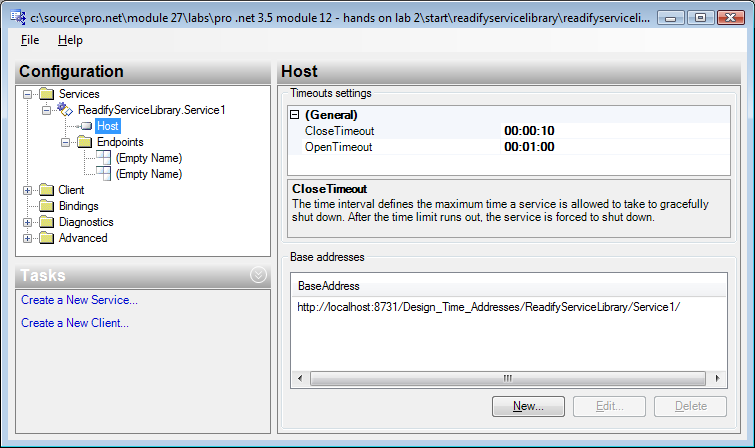 c:\source\pro.net\module 27\labs\pro .net 3.5 module 12 - hands on lab 2\start\readifyservicelibrary\readifyserviceli...
File Help
Configuration
Services
ReadifyServiceLibrary.Service1
Host
Endpoints
(Empty Name)
(Empty Name)
Client
Bindings
Diagnostics
Advanced
Tasks
Create a New Service...
Create a New Client...
Host
Timeouts settings
(General)
CloseTimeout 00:00:10
OpenTimeout 00:01:00
CloseTimeout
The time interval defines the maximum time a service is allowed to take to gracefully
shut down. After the time limit runs out, the service is forced to shut down.
Base addresses
BaseAddress
http://localhost:8731/Design_Time_Addresses/ReadifyServiceLibrary/Service1/
New... Edit... Delete